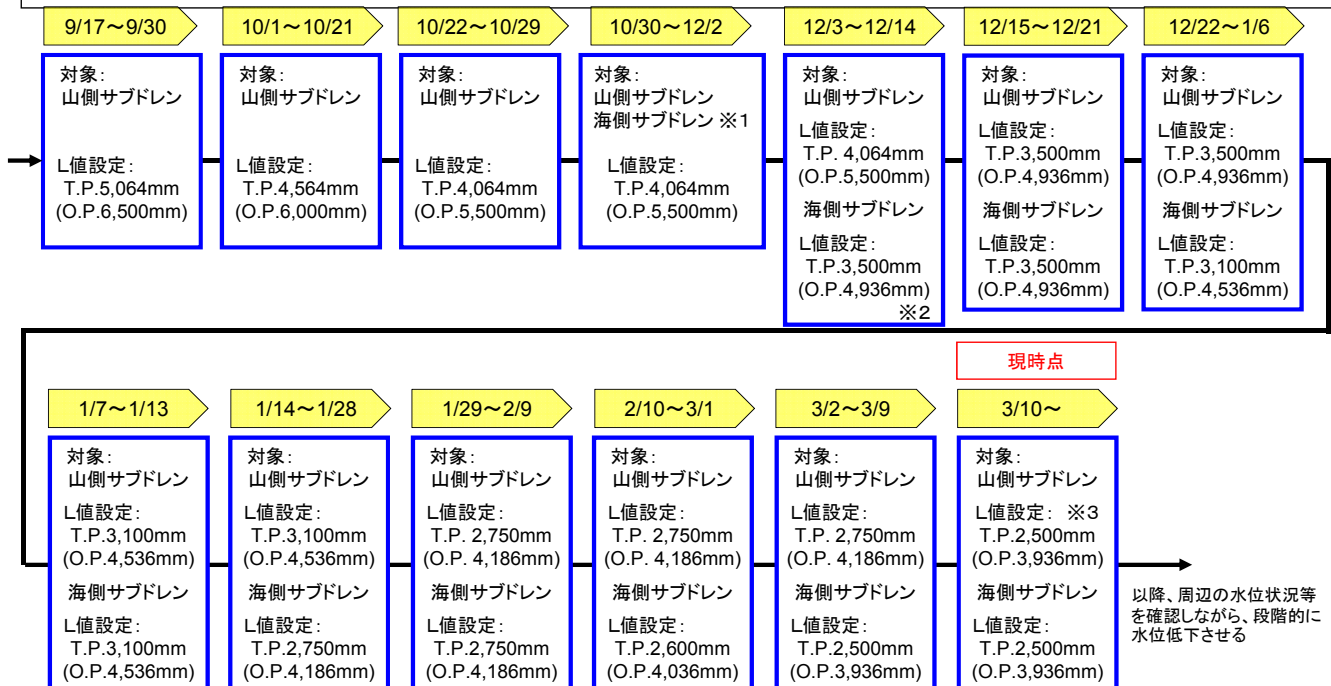 9/17～9/30
対象：
山側サブドレン
L値設定：
T.P.5,064mm
(O.P.6,500mm)
10/1～10/21
対象：
山側サブドレン
L値設定：
T.P.4,564mm
(O.P.6,000mm)
10/22～10/29
対象：
山側サブドレン
L値設定：
T.P.4,064mm
(O.P.5,500mm)
10/30～12/2
対象：
山側サブドレン
海側サブドレン ※1
L値設定：
T.P.4,064mm
(O.P.5,500mm)
12/3～12/14
対象：
山側サブドレン
L値設定：
T.P. 4,064mm
(O.P.5,500mm)
海側サブドレン
L値設定：
T.P.3,500mm
(O.P.4,936mm)
※2
12/15～12/21
対象：
山側サブドレン
L値設定：
T.P.3,500mm
(O.P.4,936mm)
海側サブドレン
L値設定：
T.P.3,500mm
(O.P.4,936mm)
12/22～1/6
対象：
山側サブドレン
L値設定：
T.P.3,500mm
(O.P.4,936mm)
海側サブドレン
L値設定：
T.P.3,100mm
(O.P.4,536mm)
1/7～1/13
対象：
山側サブドレン
L値設定：
T.P.3,100mm
(O.P.4,536mm)
海側サブドレン
L値設定：
T.P.3,100mm
(O.P.4,536mm)
1/14～1/28
対象：
山側サブドレン
L値設定：
T.P.3,100mm
(O.P.4,536mm)
海側サブドレン
L値設定：
T.P.2,750mm
(O.P.4,186mm)
1/29～2/9
対象：
山側サブドレン
L値設定：
T.P. 2,750mm
(O.P. 4,186mm)
海側サブドレン
L値設定：
T.P.2,750mm
(O.P.4,186mm)
2/10～3/1
対象：
山側サブドレン
L値設定：
T.P. 2,750mm
(O.P. 4,186mm)
海側サブドレン
L値設定：
T.P.2,600mm
(O.P.4,036mm)
3/2～3/9
対象：
山側サブドレン
L値設定：
T.P. 2,750mm
(O.P. 4,186mm)
海側サブドレン
L値設定：
T.P.2,500mm
(O.P.3,936mm)
現時点
3/10～
対象：
山側サブドレン
L値設定： ※3
T.P.2,500mm
(O.P.3,936mm)
海側サブドレン
L値設定：
T.P.2,500mm
(O.P.3,936mm)
以降、周辺の水位状況等
を確認しながら、段階的に
水位低下させる